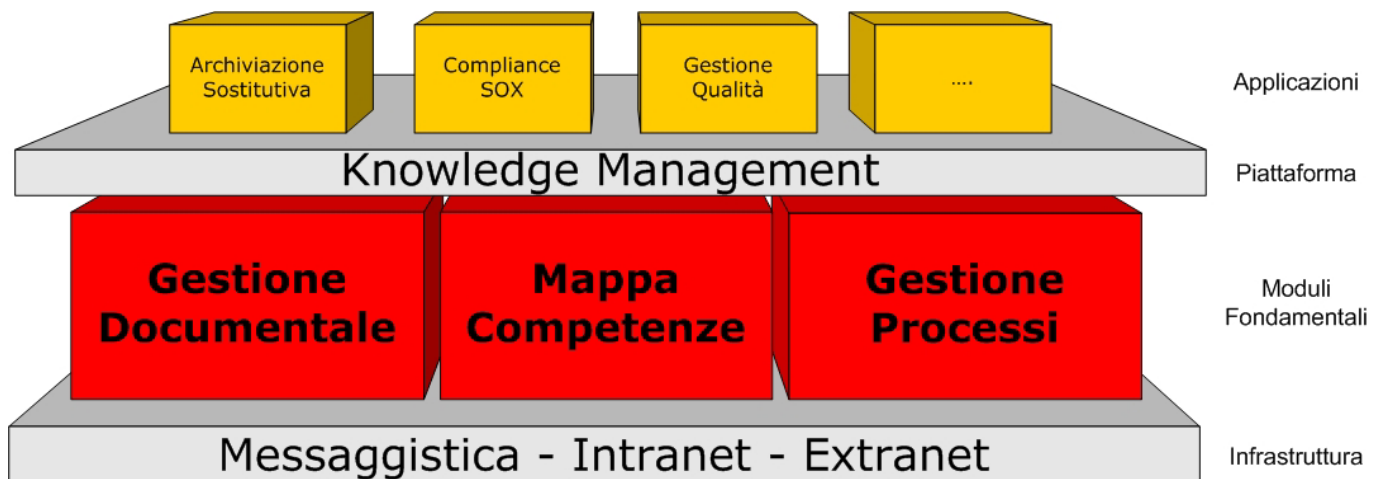 Archiviazione
Sostitutiva
Compliance
SOX
Gestione
Qualità
....
Applicazioni
Knowledge Management
Piattaforma
Gestione
Documentale
Mappa
Competenze
Gestione
Processi
Moduli
Fondamentali
Messaggistica - Intranet - Extranet
Infrastruttura